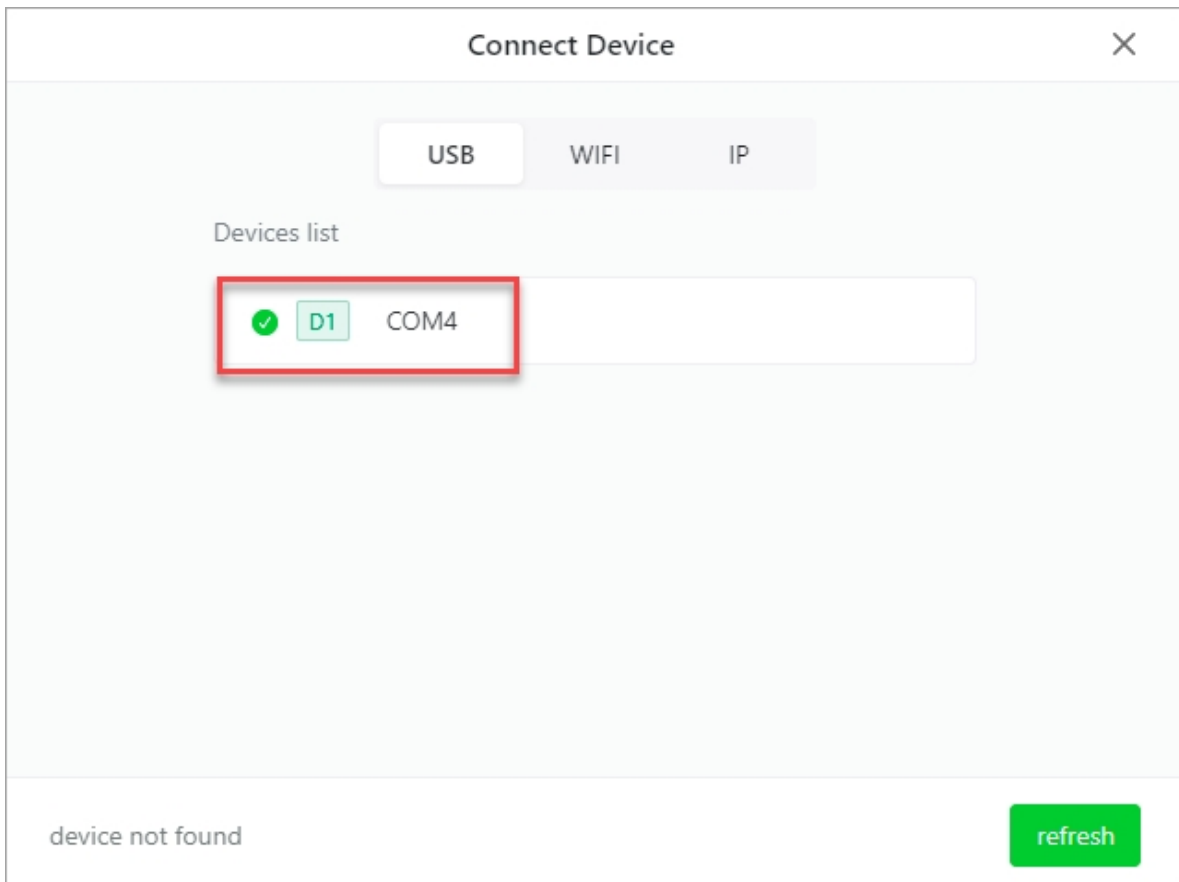 Connect Device
USB WIFI IP
Devices list
D1 COM4
device not found refresh